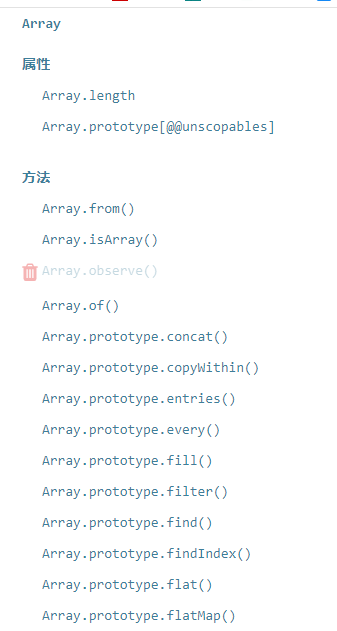 Array
属性
Array.length
Array.prototype[@@unscopables]
方法
Array.from()
Array.isArray()
Array.observe()
Array.of()
Array.prototype.concat()
Array.prototype.copyWithin()
Array.prototype.entries()
Array.prototype.every()
Array.prototype.fill()
Array.prototype.filter()
Array.prototype.find()
Array.prototype.findIndex()
Array.prototype.flat()
Array.prototype.flatMap()